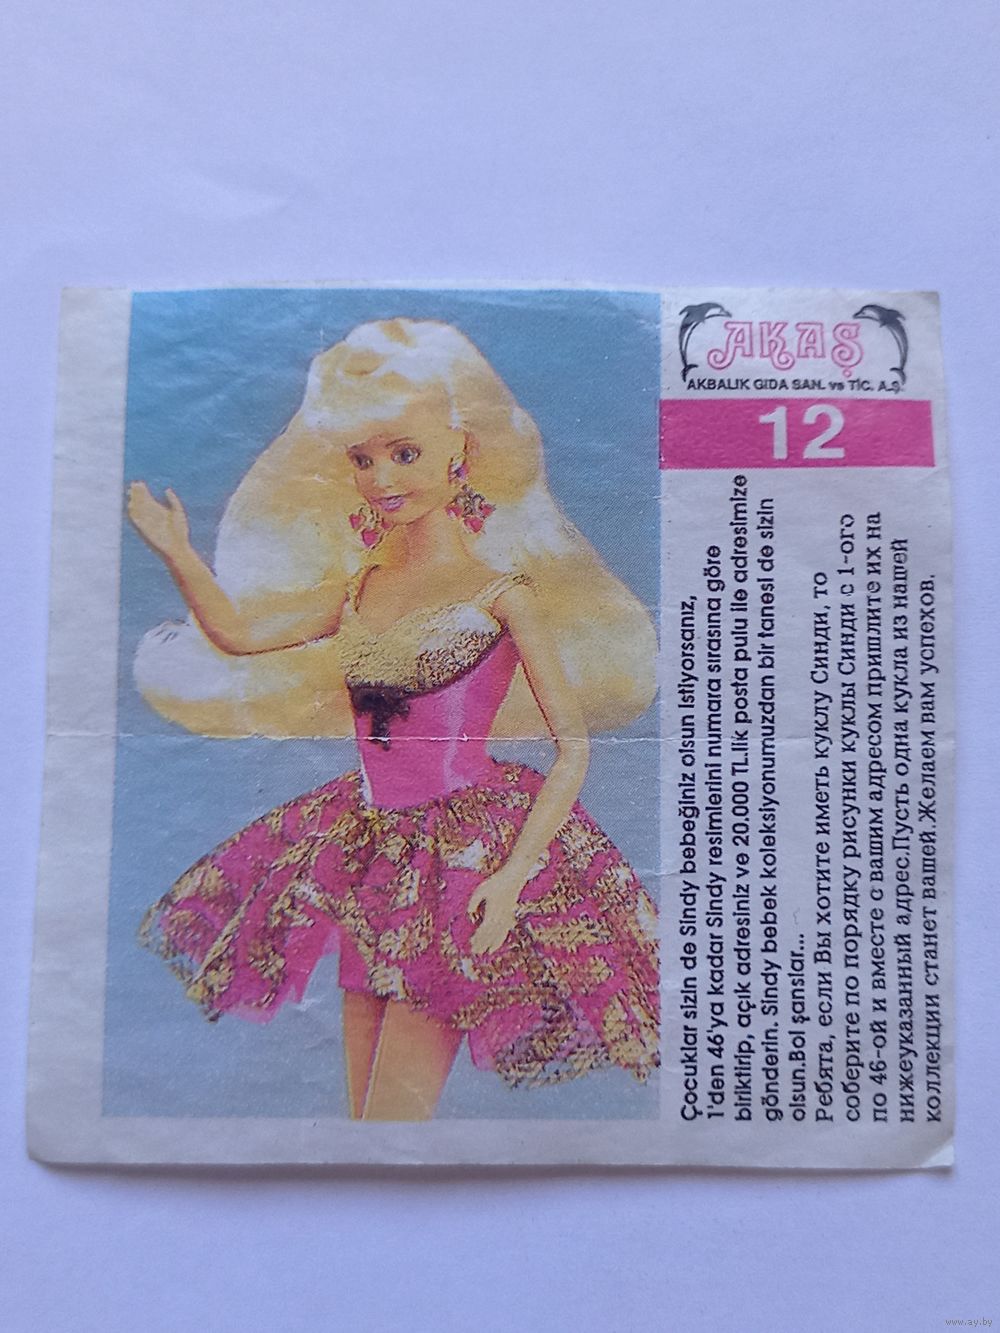 AKAŞ
AKBALIK GIDA SAN. ve TİC. A.Ş.
12
Çocuklar sizin de Sindy bebeğiniz olsun istiyorsanız,
1'den 46'ya kadar Sindy resimlerini numara sırasına göre
biriktirip, açık adresiniz ve 20.000 TL.lik posta pulu ile adresimize
gönderin. Sindy bebek koleksiyonumuzdan bir tanesi de sizin
olsun.Bol şanslar...
Ребята, если Вы хотите иметь куклу Синди, то
соберите по порядку рисунки куклы Синди с 1-ого
по 46-ой и вместе с вашим адресом пришлите их на
нижеуказанный адрес.Пусть одна кукла из нашей
коллекции станет вашей.Желаем вам успехов.
www.ay.by